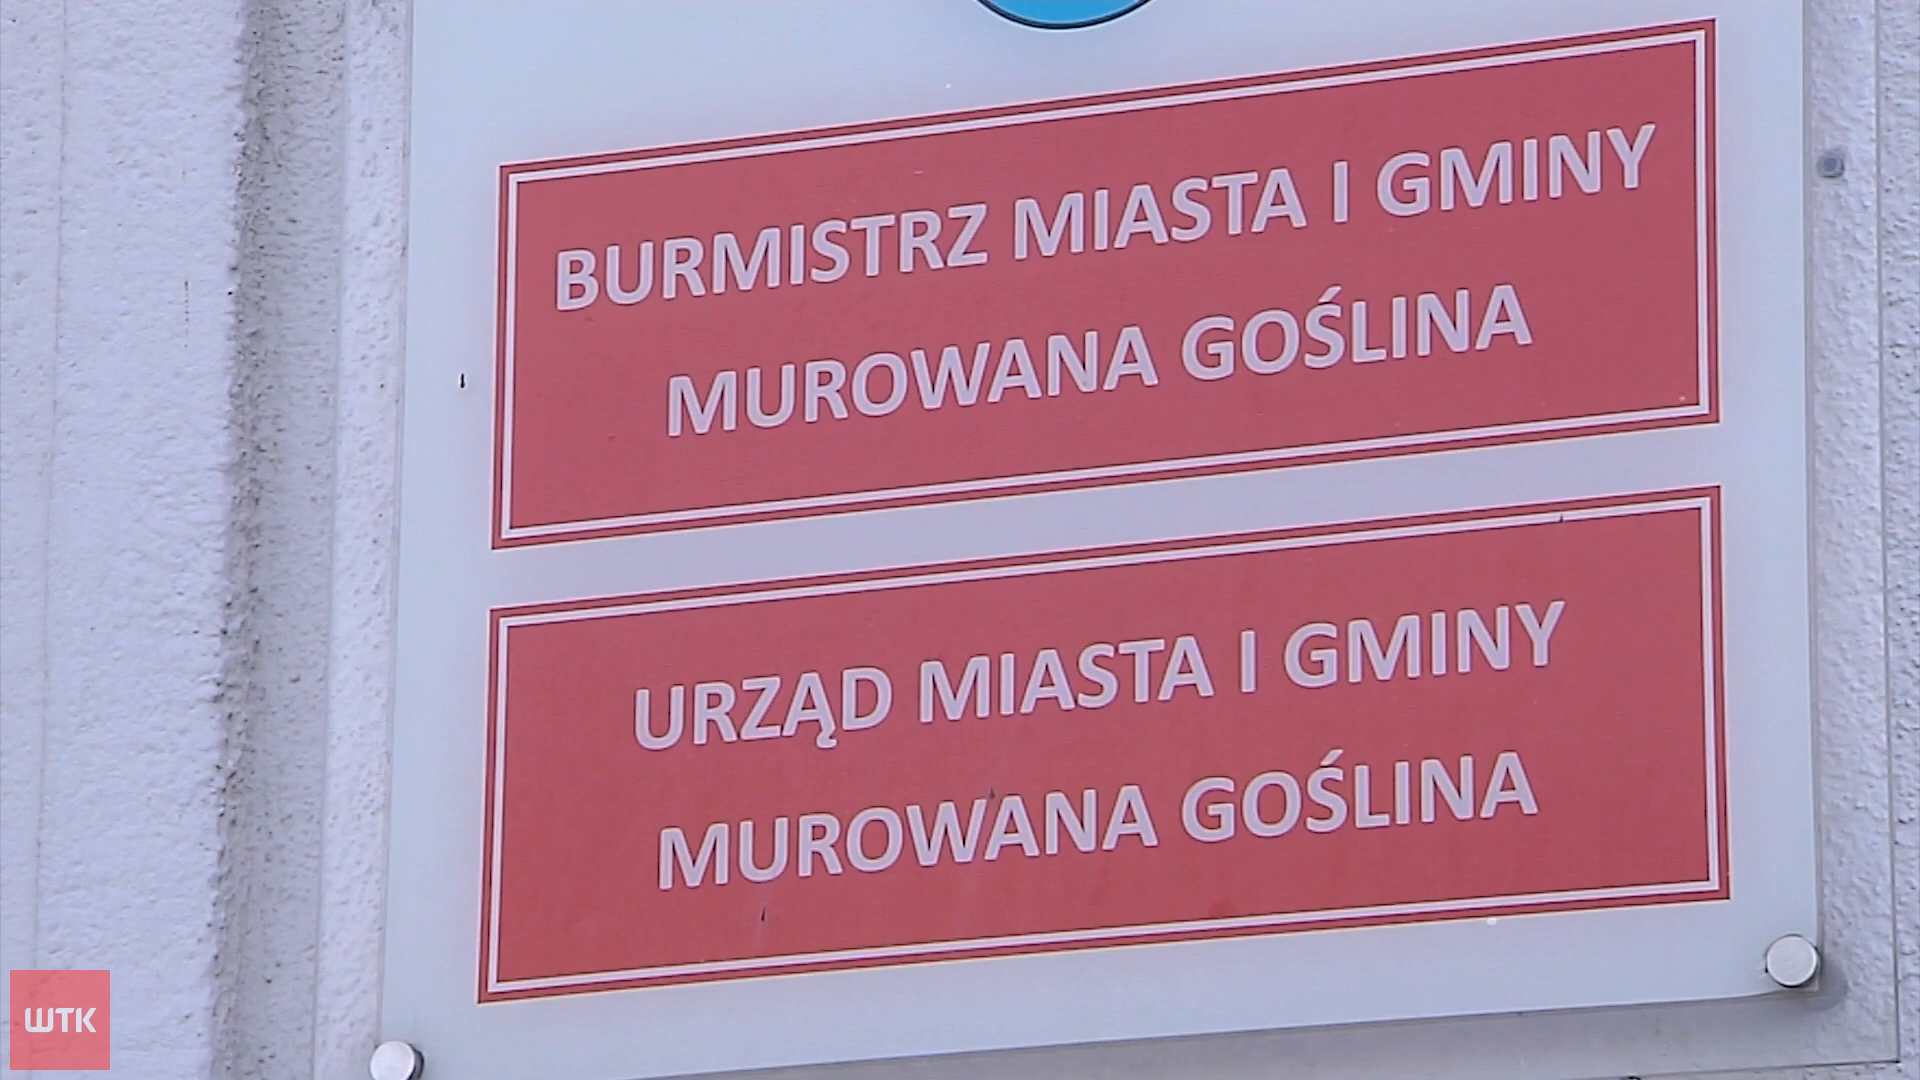 BURMISTRZ MIASTA I GMINY
MUROWANA GOŚLINA
URZĄD MIASTA I GMINY
MUROWANA GOŚLINA
WTK